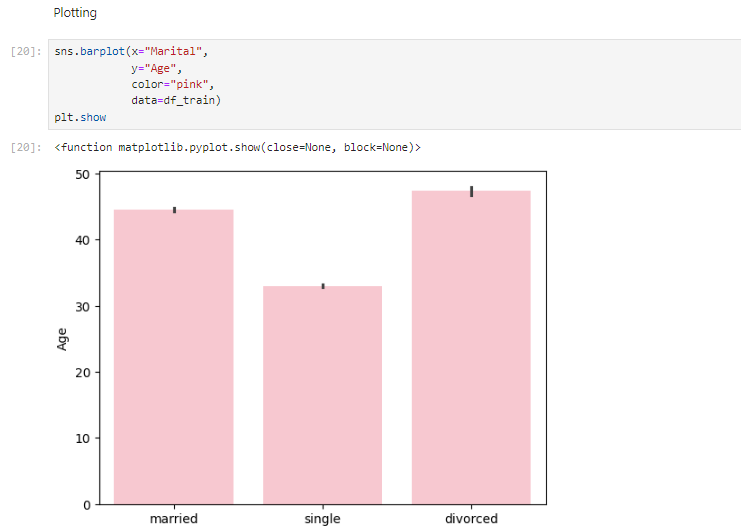 Plotting
[20]: sns.barplot(x="Marital",
y="Age",
color="pink",
data=df_train)
plt.show
[20]: <function matplotlib.pyplot.show(close=None, block=None)>
50
40
30
20
10
0
Age
married single divorced